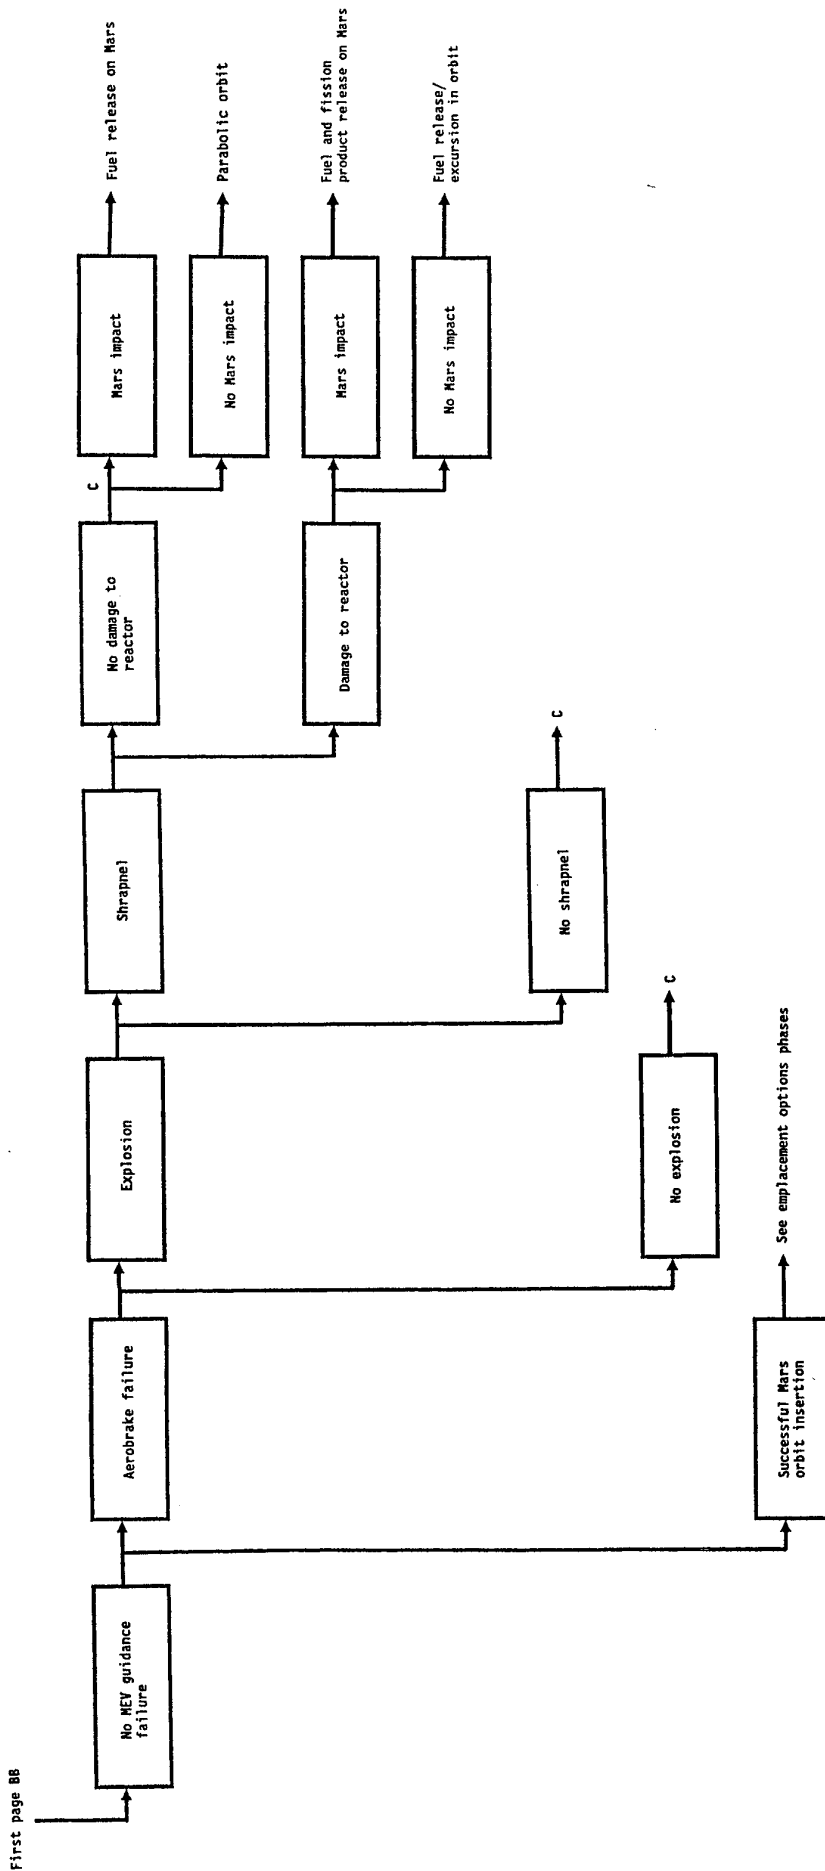 First page BB
No MEV guidance
failure
Aerobrake failure
Successful Mars
orbit insertion
See emplacement options phases
Explosion
No explosion
C
Shrapnel
No shrapnel
C
No damage to
reactor
Damage to reactor
C
Mars impact
No Mars impact
Mars impact
No Mars impact
Fuel release on Mars
Parabolic orbit
Fuel and fission
product release on Mars
Fuel release/
excursion in orbit